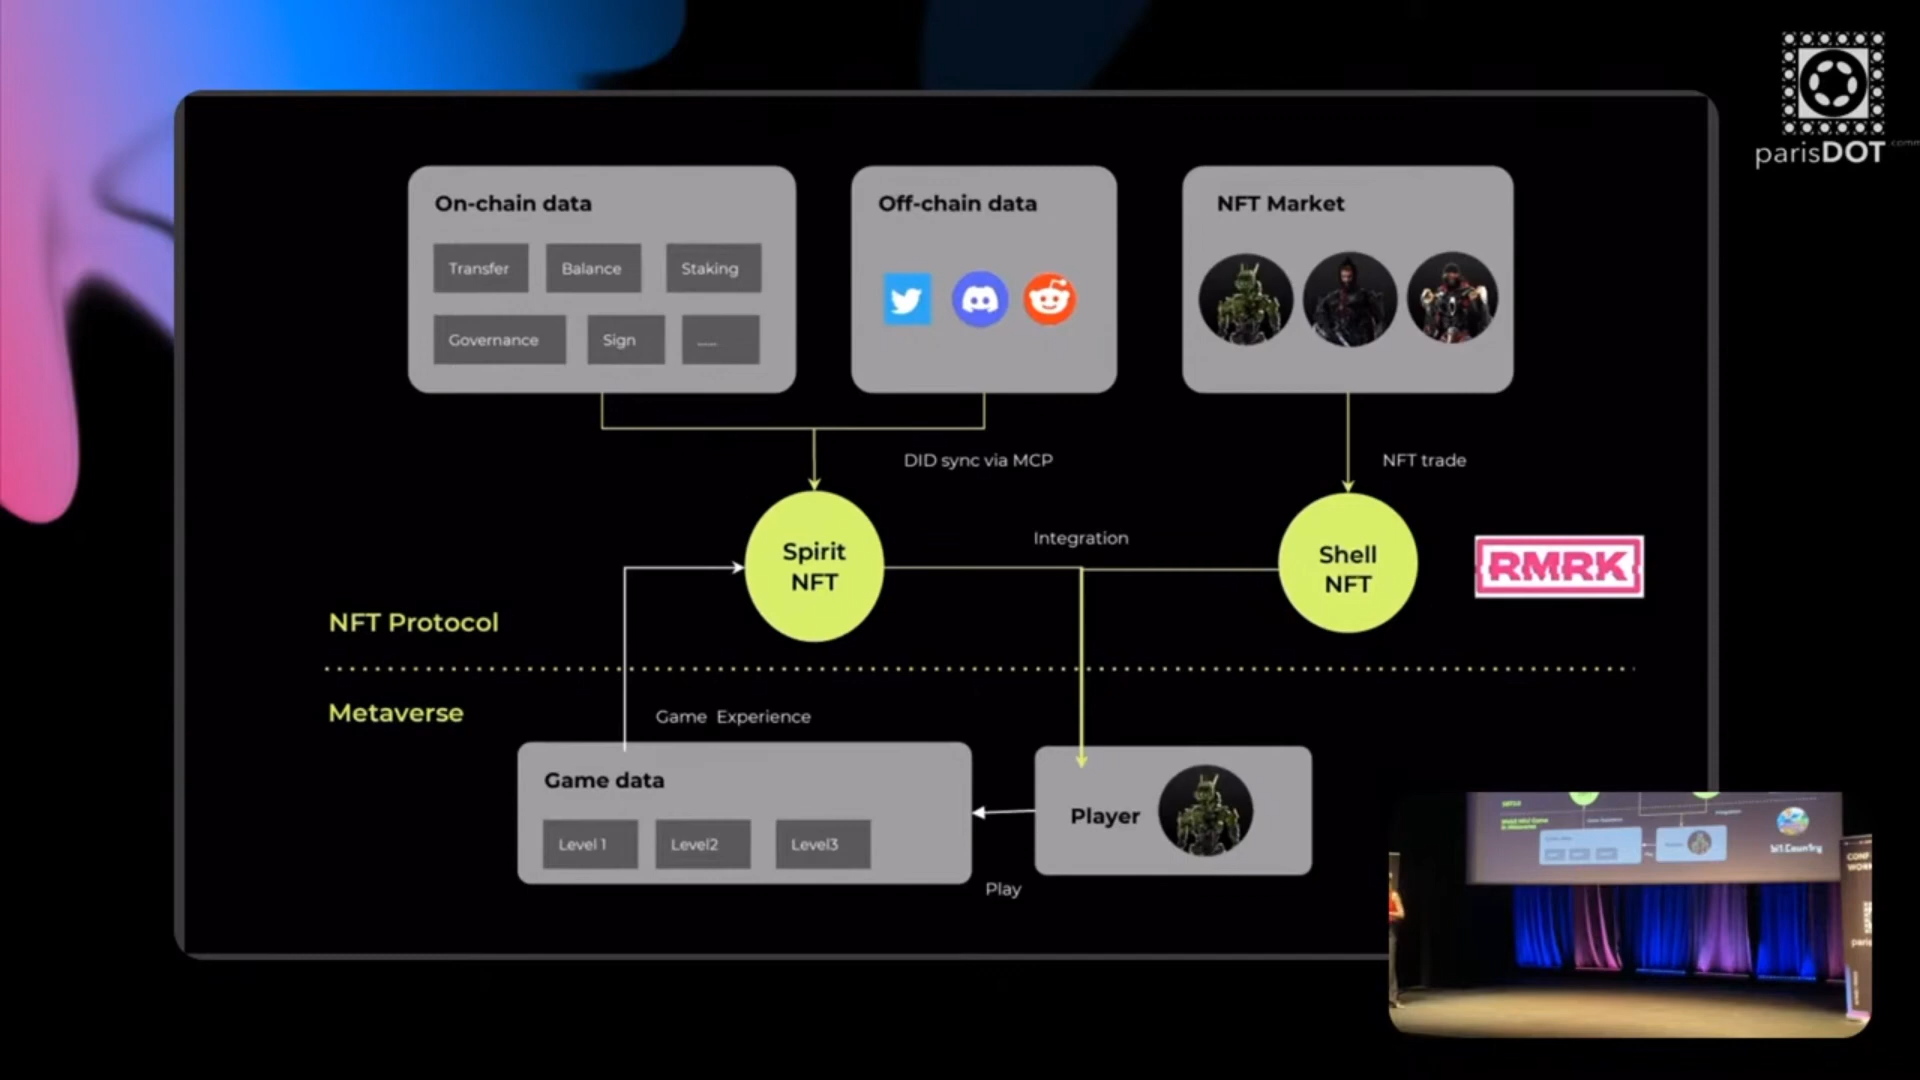 parisDOT
On-chain data
Transfer
Balance
Staking
Governance
Sign
......
Off-chain data
NFT Market
DID sync via MCP
NFT trade
Spirit
NFT
Integration
Shell
NFT
RMRK
NFT Protocol
Metaverse
Game Experience
Game data
Level 1
Level2
Level3
Player
Play
bit.Country